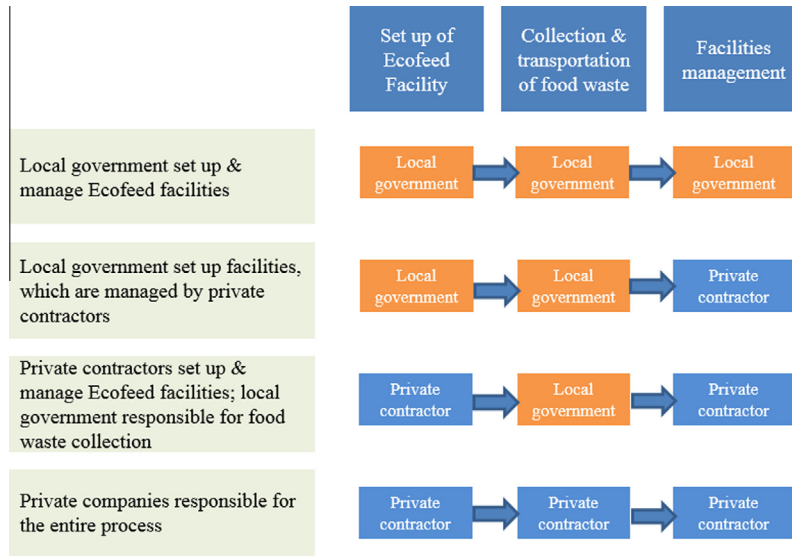 Set up of
Ecofeed
Facility
Collection &
transportation
of food waste
Facilities
management
Local government set up &
manage Ecofeed facilities
Local
government
Local
government
Local
government
Local government set up facilities,
which are managed by private
contractors
Local
government
Local
government
Private
contractor
Private contractors set up &
manage Ecofeed facilities; local
government responsible for food
waste collection
Private
contractor
Local
government
Private
contractor
Private companies responsible for
the entire process
Private
contractor
Private
contractor
Private
contractor